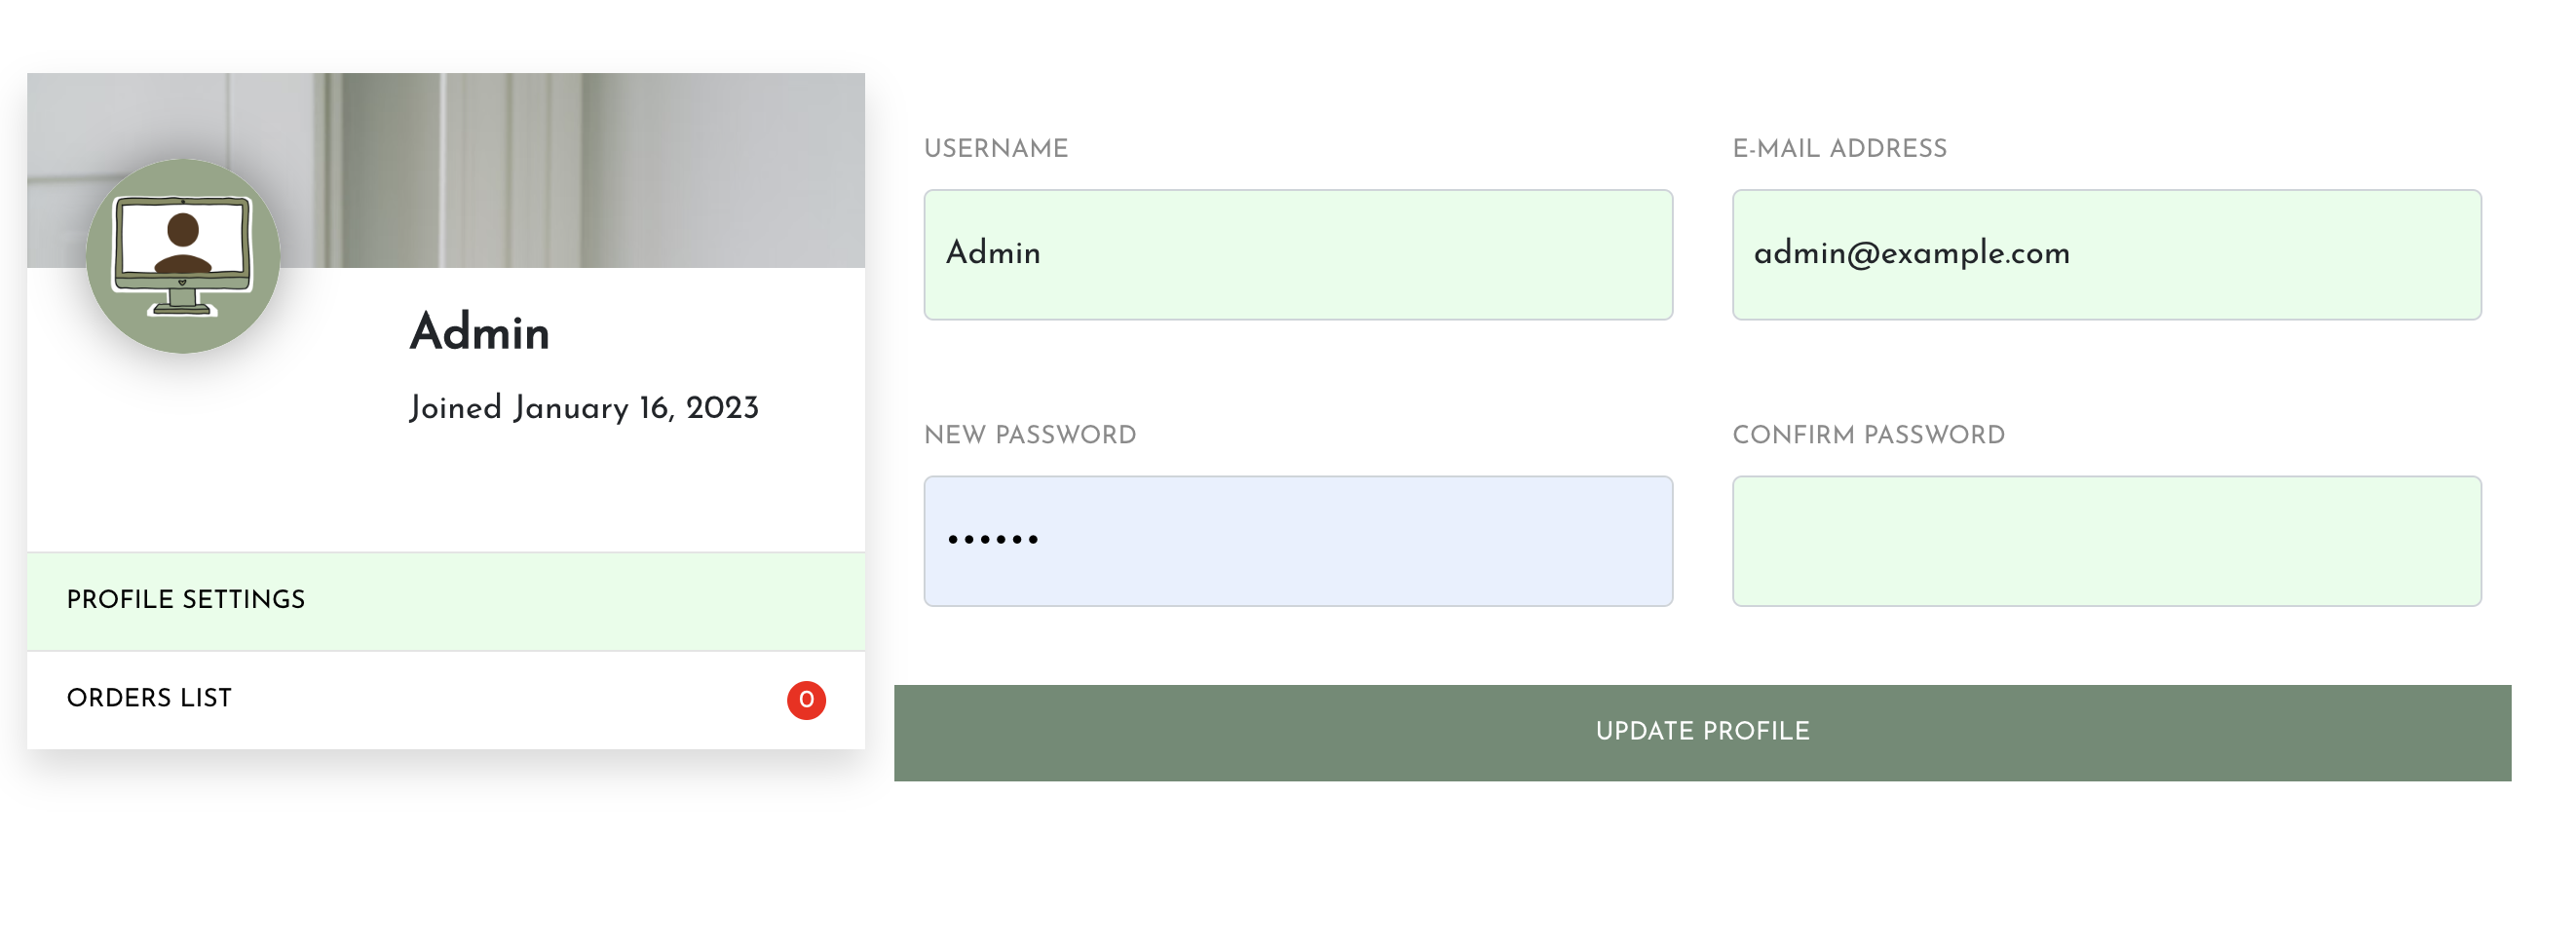 Admin
Joined January 16, 2023
PROFILE SETTINGS
ORDERS LIST
0
USERNAME
E-MAIL ADDRESS
Admin
admin@example.com
NEW PASSWORD
CONFIRM PASSWORD
••••••
UPDATE PROFILE